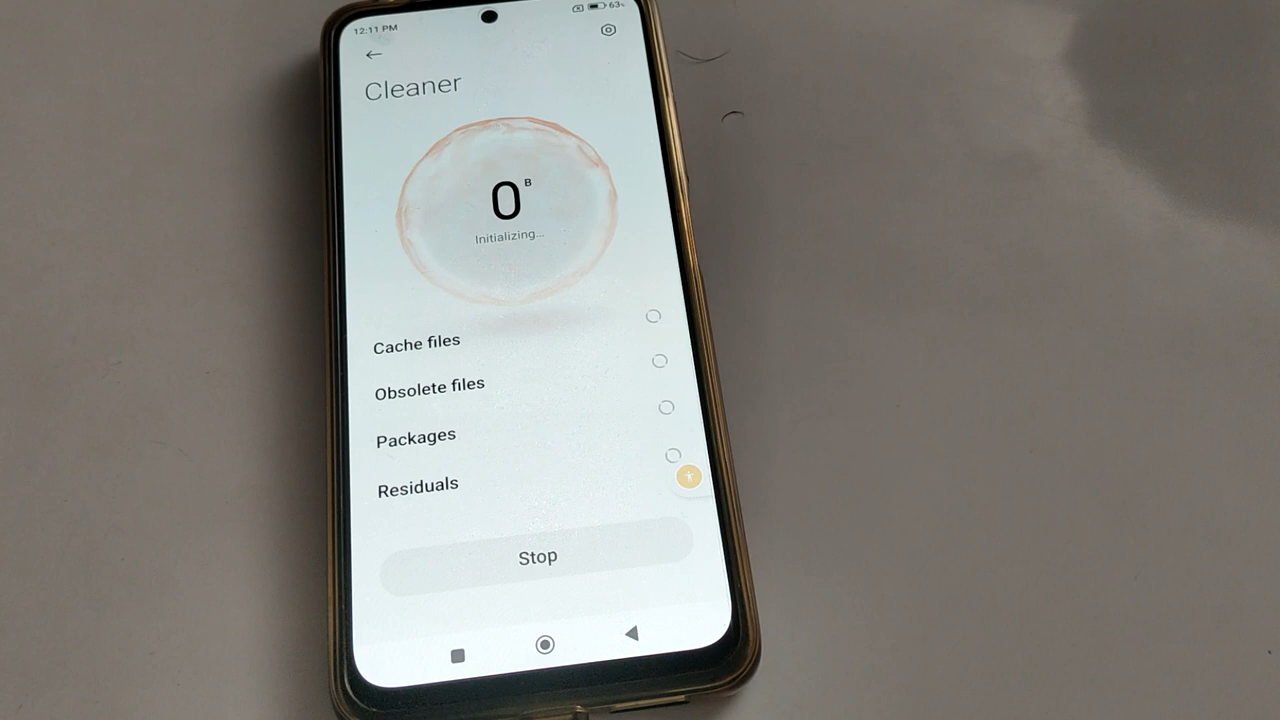 12:11 PM
63
Cleaner
0 B
Initializing...
Cache files
Obsolete files
Packages
Residuals
Stop